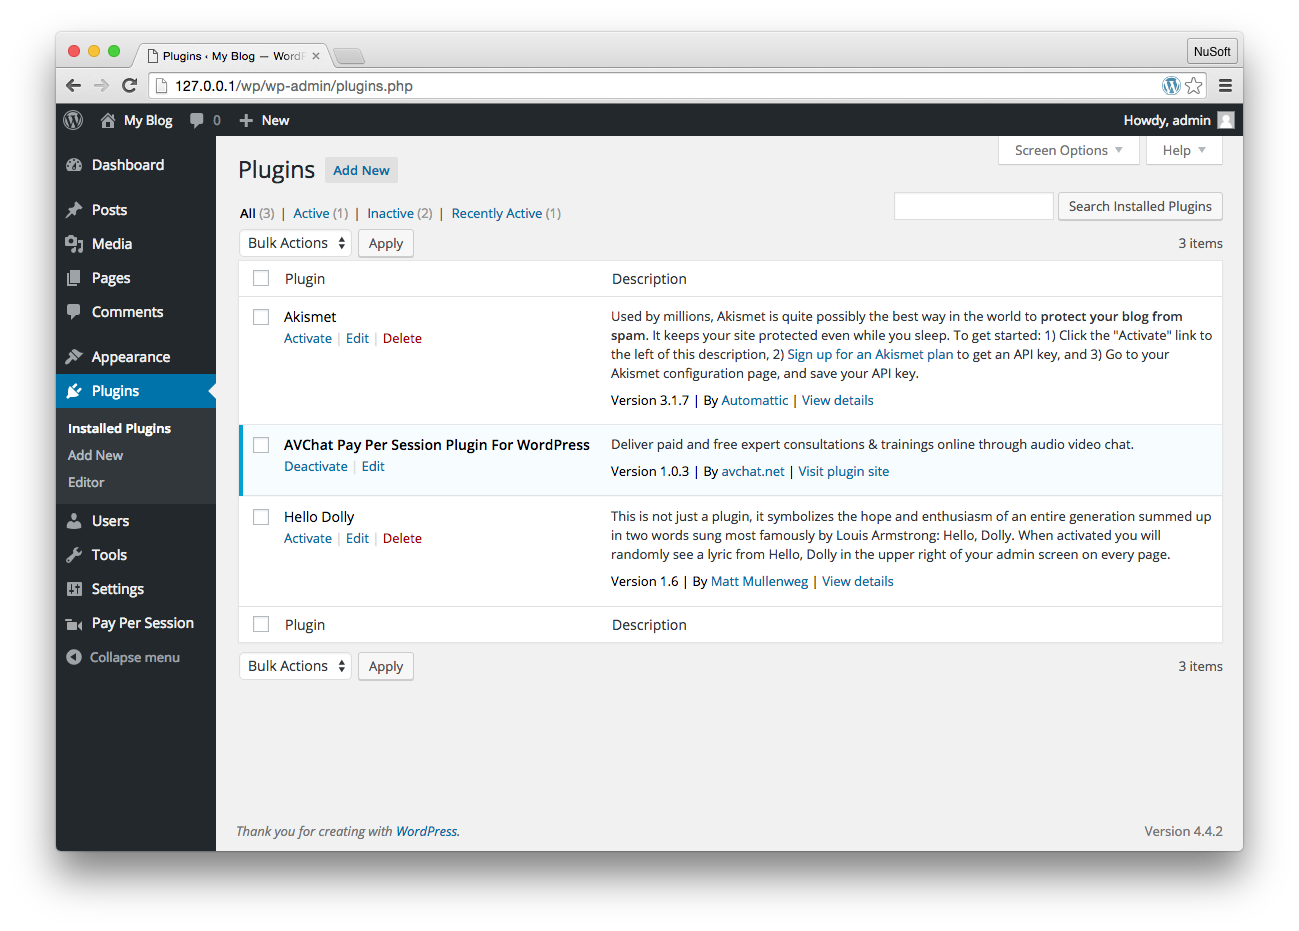 NuSoft
Plugins ‹ My Blog — Word
127.0.0.1/wp/wp-admin/plugins.php
My Blog 0 New
Howdy, admin
Screen Options Help
Dashboard
Posts
Media
Pages
Comments
Appearance
Plugins
Installed Plugins
Add New
Editor
Users
Tools
Settings
Pay Per Session
Collapse menu
Plugins Add New
All (3) | Active (1) | Inactive (2) | Recently Active (1)
Search Installed Plugins
Bulk Actions Apply
3 items
Plugin Description
Akismet
Activate | Edit | Delete
Used by millions, Akismet is quite possibly the best way in the world to protect your blog from
spam. It keeps your site protected even while you sleep. To get started: 1) Click the "Activate" link to
the left of this description, 2) Sign up for an Akismet plan to get an API key, and 3) Go to your
Akismet configuration page, and save your API key.
Version 3.1.7 | By Automattic | View details
AVChat Pay Per Session Plugin For WordPress
Deactivate | Edit
Deliver paid and free expert consultations & trainings online through audio video chat.
Version 1.0.3 | By avchat.net | Visit plugin site
Hello Dolly
Activate | Edit | Delete
This is not just a plugin, it symbolizes the hope and enthusiasm of an entire generation summed up
in two words sung most famously by Louis Armstrong: Hello, Dolly. When activated you will
randomly see a lyric from Hello, Dolly in the upper right of your admin screen on every page.
Version 1.6 | By Matt Mullenweg | View details
Plugin Description
Bulk Actions Apply
3 items
Thank you for creating with WordPress.
Version 4.4.2